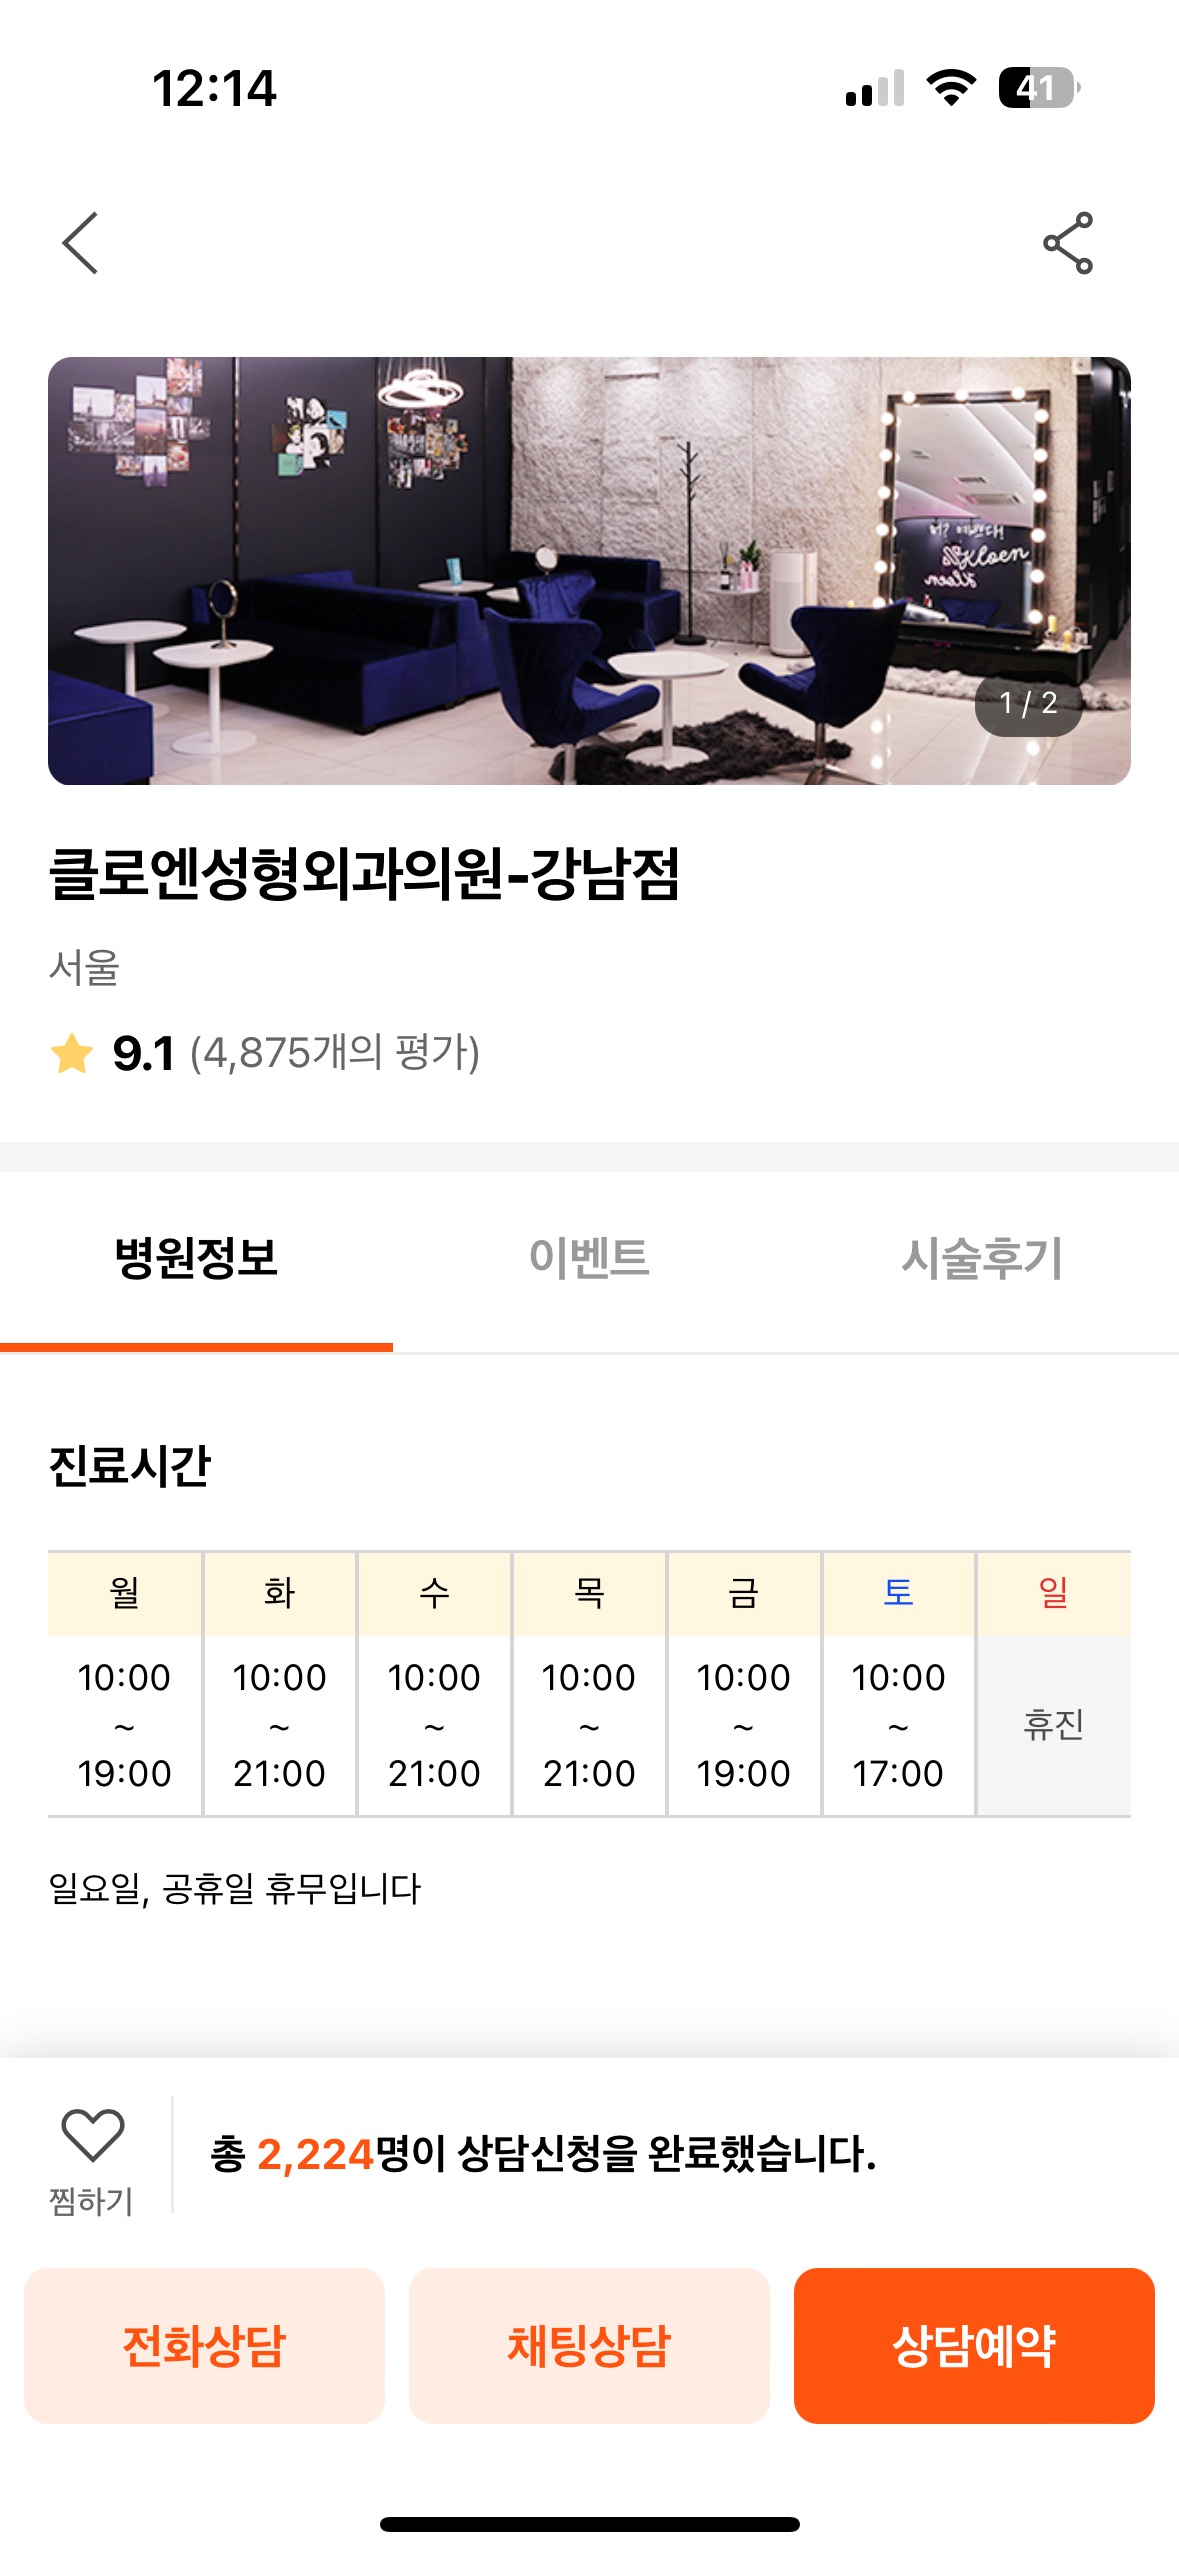 12:14
41
Kloen
1 / 2
클로엔성형외과의원-강남점
서울
9.1 (4,875개의 평가)
병원정보 이벤트 시술후기
진료시간
월 화 수 목 금 토 일
10:00 10:00 10:00 10:00 10:00 10:00
~ ~ ~ ~ ~ ~ 휴진
19:00 21:00 21:00 21:00 19:00 17:00
일요일, 공휴일 휴무입니다
총 2,224명이 상담신청을 완료했습니다.
찜하기
전화상담 채팅상담 상담예약